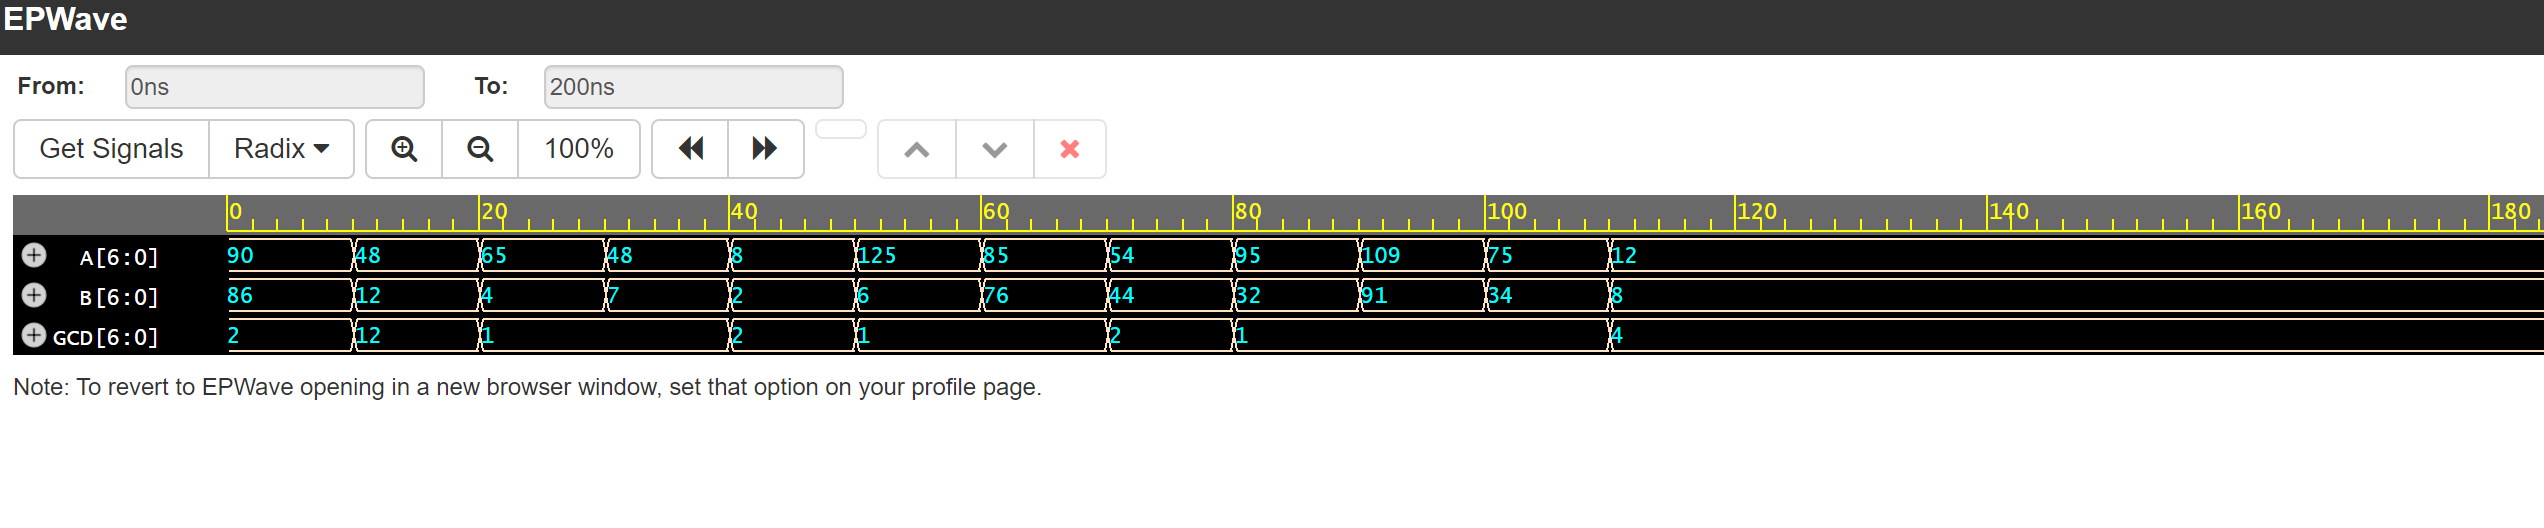 EPWave
From: 0ns To: 200ns
Get Signals Radix 100%
0 20 40 60 80 100 120 140 160 180
A[6:0] 90 48 65 48 8 125 85 54 95 109 75 12
B[6:0] 86 12 4 7 2 6 76 44 32 91 34 8
GCD[6:0] 2 12 1 2 1 2 1 4
Note: To revert to EPWave opening in a new browser window, set that option on your profile page.